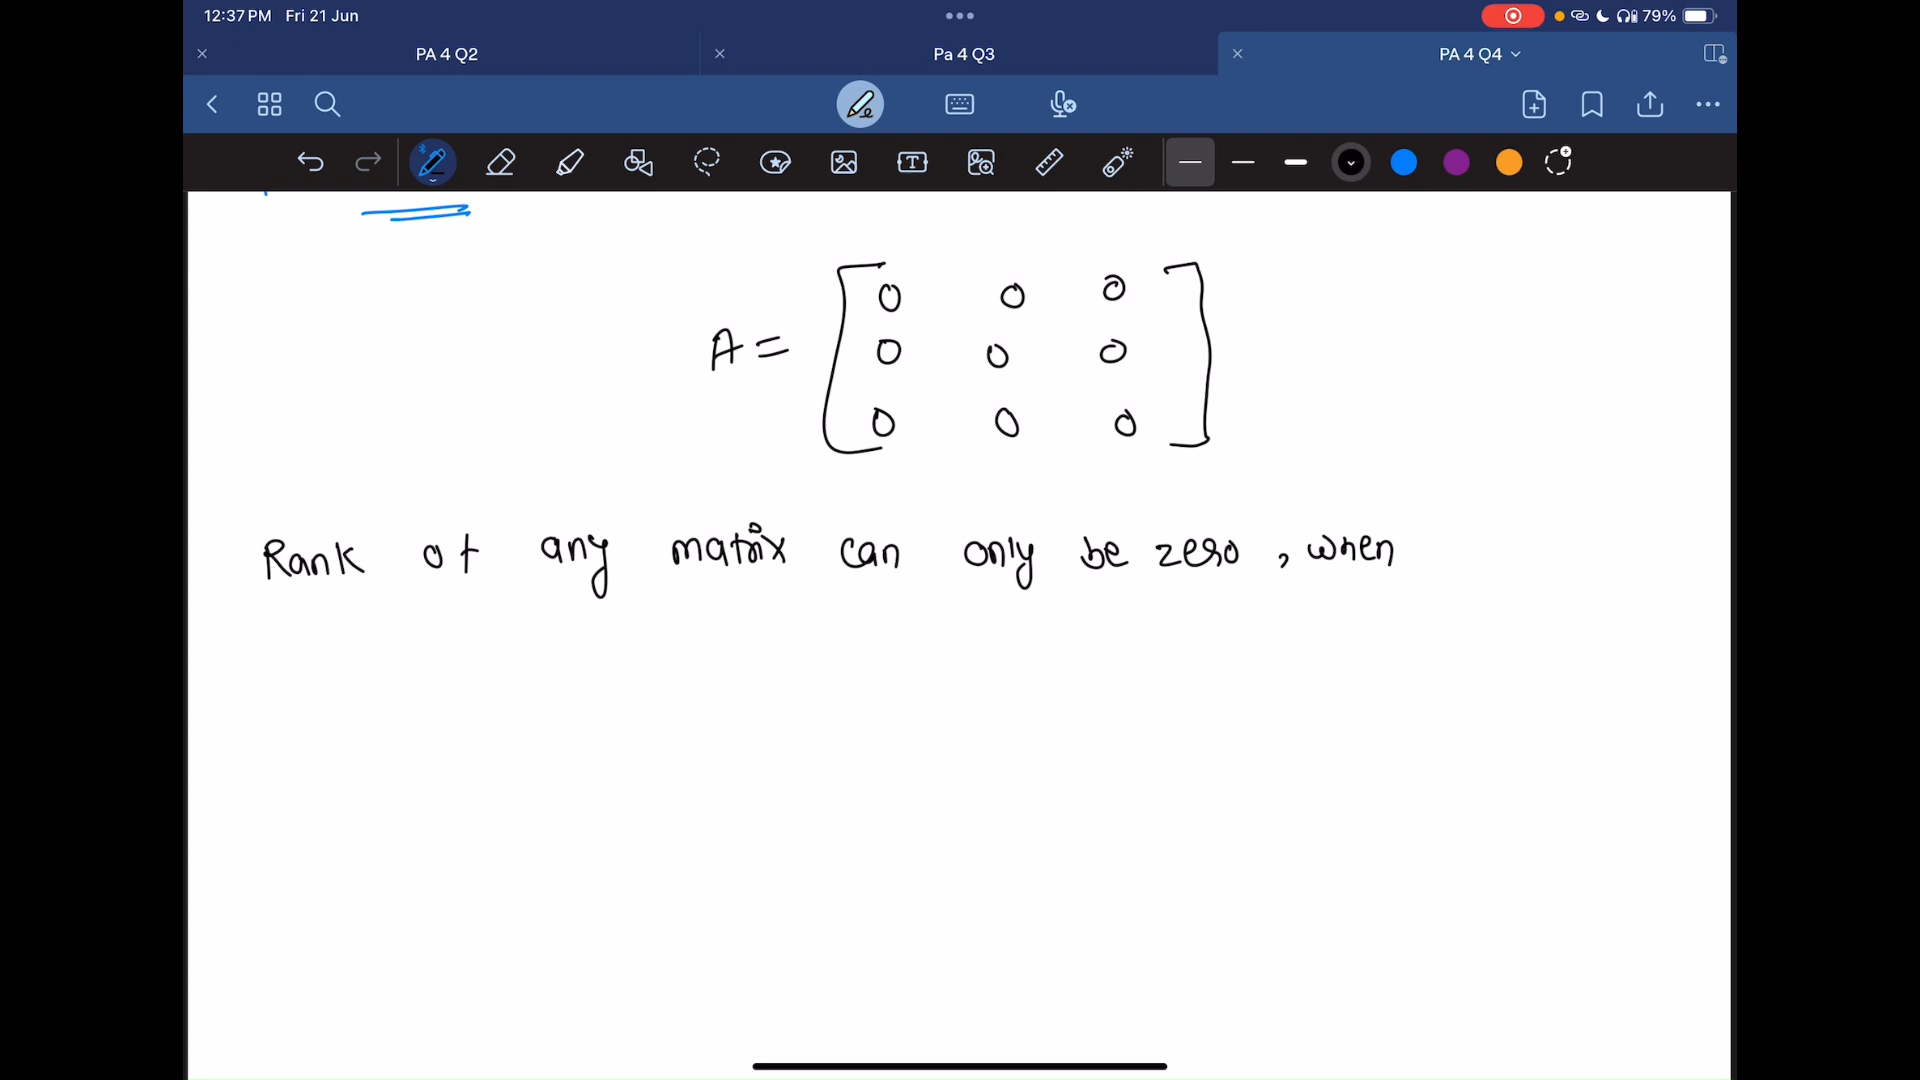 12:37 PM Fri 21 Jun
79%
PA 4 Q2
Pa 4 Q3
PA 4 Q4
A = [ 0 0 0
0 0 0
0 0 0 ]
Rank of any matrix can only be zero , when